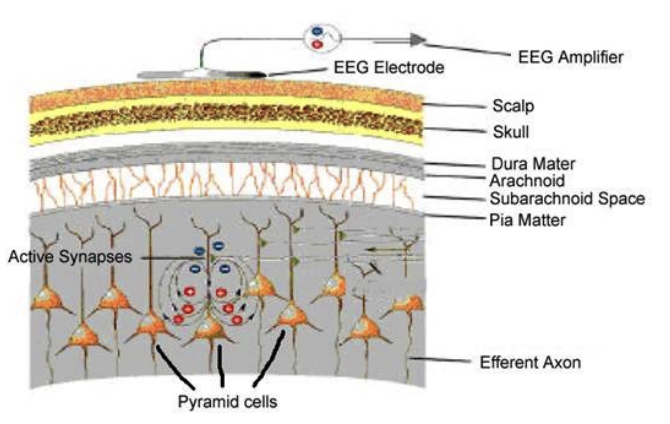 EEG Amplifier
EEG Electrode
Scalp
Skull
Dura Mater
Arachnoid
Subarachnoid Space
Pia Matter
Active Synapses
Efferent Axon
Pyramid cells